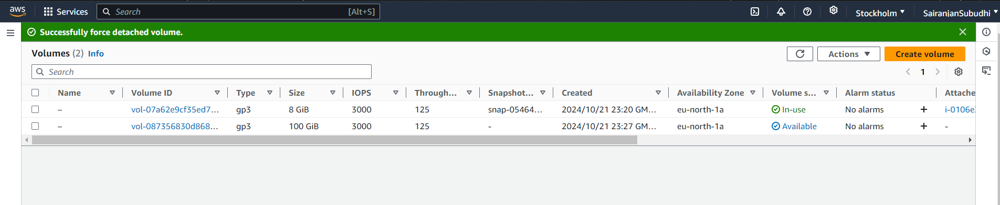 aws Services Search [Alt+S] Stockholm SairanjanSubudhi
Successfully force detached volume.
Volumes (2) Info Actions Create volume
Search 1
Name Volume ID Type Size IOPS Through... Snapshot... Created Availability Zone Volume s... Alarm status Attache
– vol-07a62e9cf35ed7... gp3 8 GiB 3000 125 snap-05464... 2024/10/21 23:20 GM... eu-north-1a In-use No alarms + i-0106e
– vol-087356830d868... gp3 100 GiB 3000 125 - 2024/10/21 23:27 GM... eu-north-1a Available No alarms + -